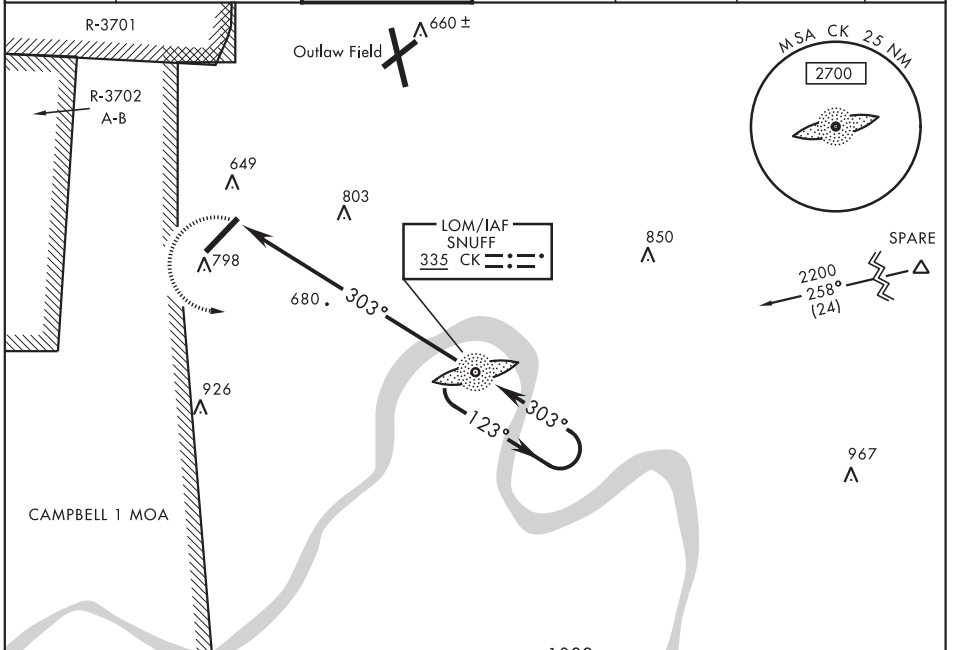 R-3701
660 ±
Outlaw Field
MSA CK 25 NM
2700
R-3702
A-B
649
803
LOM/IAF
SNUFF
335 CK
850
SPARE
2200
258°
(24)
798
680
303°
926
303°
123°
967
CAMPBELL 1 MOA